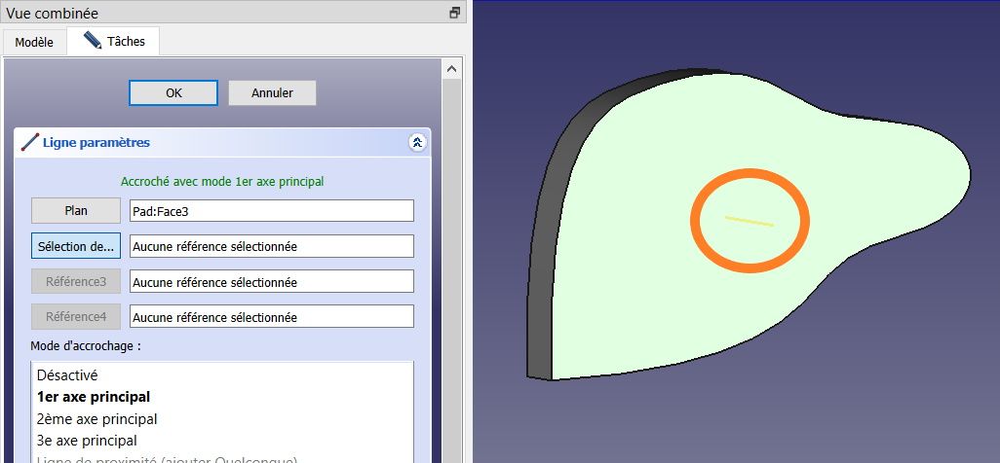 Vue combinée
Modèle
Tâches
OK
Annuler
Ligne paramètres
Accroché avec mode 1er axe principal
Plan
Pad:Face3
Sélection de...
Aucune référence sélectionnée
Référence3
Aucune référence sélectionnée
Référence4
Aucune référence sélectionnée
Mode d'accrochage :
Désactivé
1er axe principal
2ème axe principal
3e axe principal
Ligne de proximité (ajouter Quelconque)